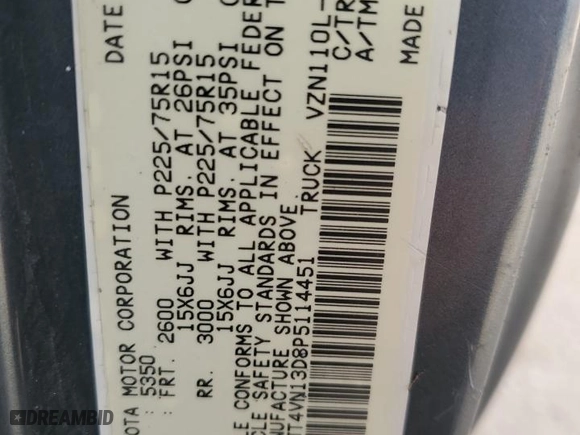 OTA MOTOR CORPORATION DATE
5350
FRT. 2600 WITH P225/75R15
15X6JJ RIMS. AT 26PSI C
RR. 3000 WITH P225/75R15
15X6JJ RIMS. AT 35PSI C
LE CONFORMS TO ALL APPLICABLE FEDER
CLE SAFETY STANDARDS IN EFFECT ON T
NUFACTURE SHOWN ABOVE.
T4VN13D8P5114451 TRUCK
VZN110L-
C/TR
A/TM
MADE
DREAMBID